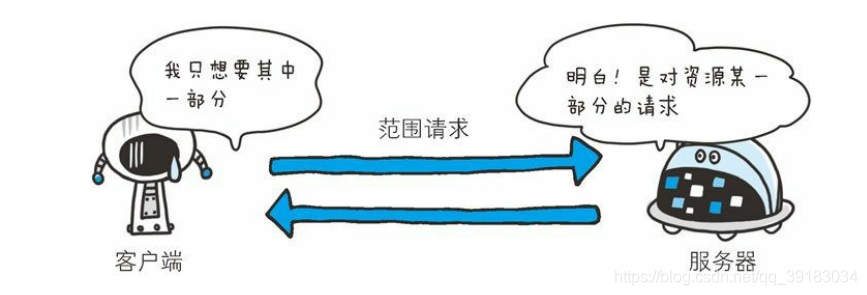 我只想要其中
一部分
明白！是对资源某一
部分的请求
范围请求
客户端
服务器
https://blog.csdn.net/qq_39183034